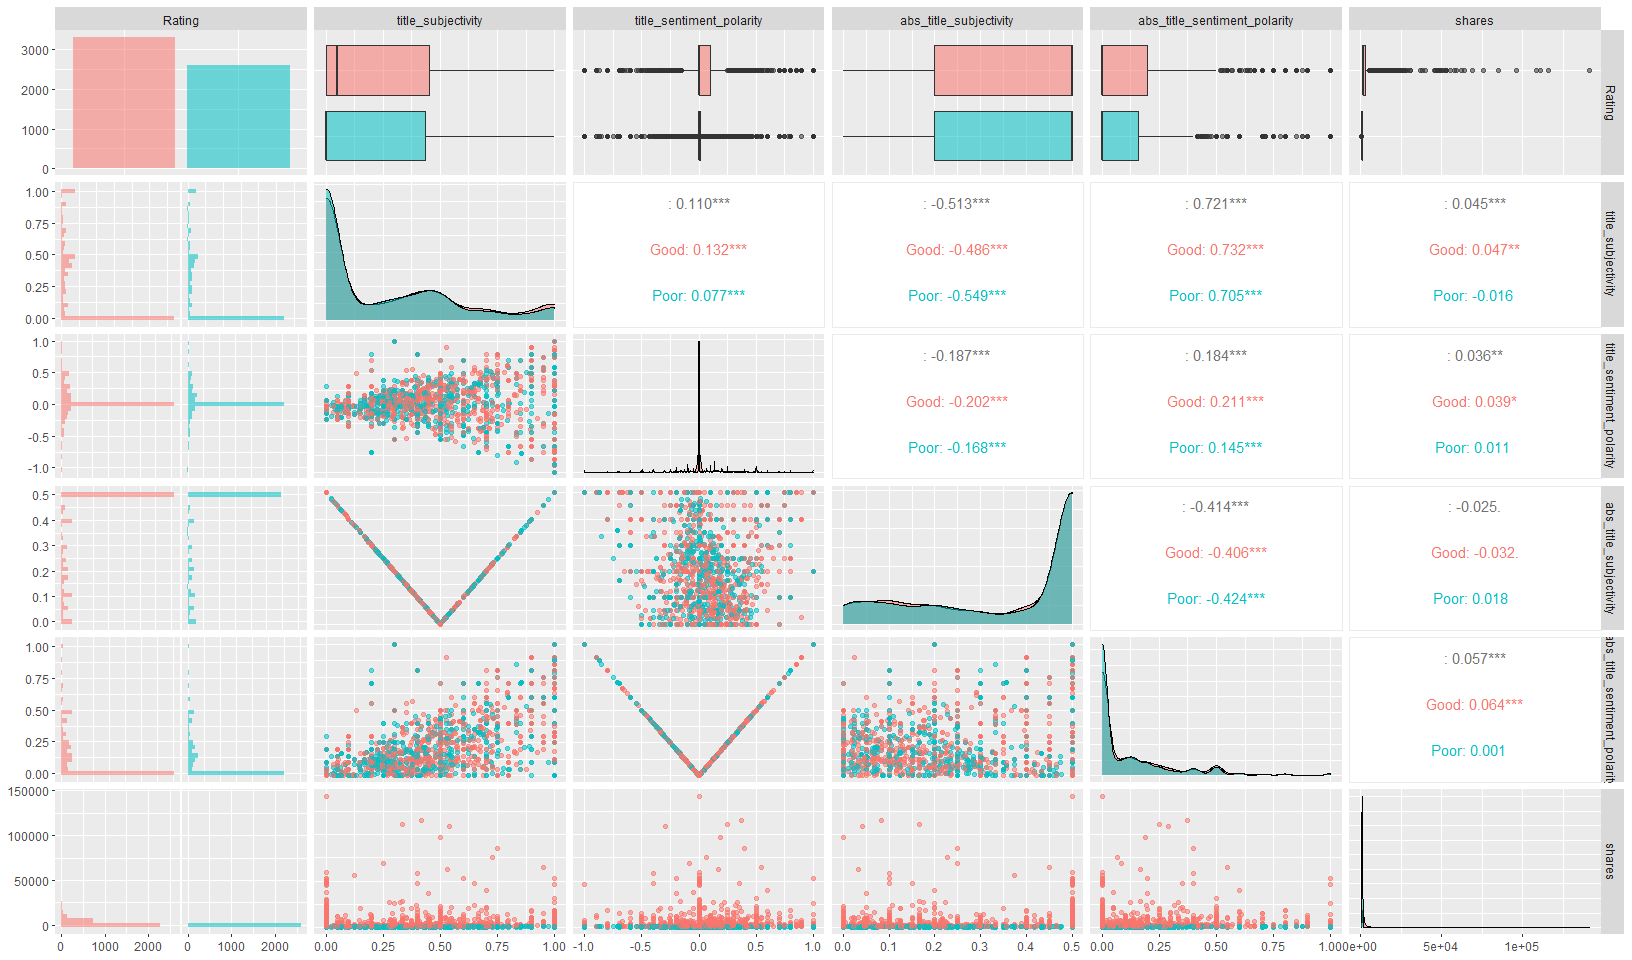 Rating title_subjectivity title_sentiment_polarity abs_title_subjectivity abs_title_sentiment_polarity shares
3000
2000
1000
0
Rating
1.00
0.75
0.50
0.25
0.00
: 0.110*** : -0.513*** : 0.721*** : 0.045***
Good: 0.132*** Good: -0.486*** Good: 0.732*** Good: 0.047**
Poor: 0.077*** Poor: -0.549*** Poor: 0.705*** Poor: -0.016
title_subjectivity
1.0
0.5
0.0
-0.5
-1.0
: -0.187*** : 0.184*** : 0.036**
Good: -0.202*** Good: 0.211*** Good: 0.039*
Poor: -0.168*** Poor: 0.145*** Poor: 0.011
title_sentiment_polarity
0.5
0.4
0.3
0.2
0.1
0.0
: -0.414*** : -0.025.
Good: -0.406*** Good: -0.032.
Poor: -0.424*** Poor: 0.018
abs_title_subjectivity
1.00
0.75
0.50
0.25
0.00
: 0.057***
Good: 0.064***
Poor: 0.001
abs_title_sentiment_polarity
150000
100000
50000
0
shares
0 1000 2000 0 1000 2000 0.00 0.25 0.50 0.75 1.00 -1.0 -0.5 0.0 0.5 1.0 0.0 0.1 0.2 0.3 0.4 0.5 0.00 0.25 0.50 0.75 1.00 0e+00 5e+04 1e+05